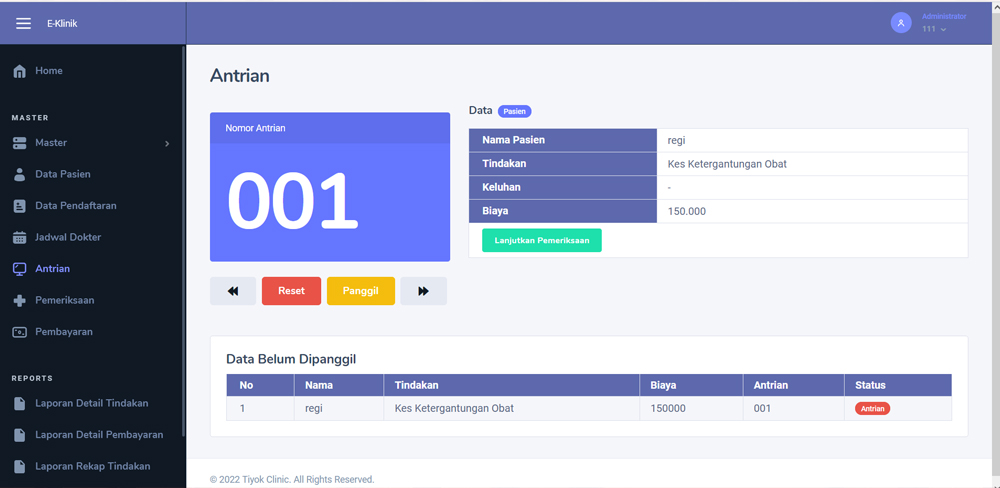 E-Klinik
Administrator
111
Home
MASTER
Master
Data Pasien
Data Pendaftaran
Jadwal Dokter
Antrian
Pemeriksaan
Pembayaran
REPORTS
Laporan Detail Tindakan
Laporan Detail Pembayaran
Laporan Rekap Tindakan
Antrian
Nomor Antrian
001
Reset
Panggil
Data Pasien
Nama Pasien regi
Tindakan Kes Ketergantungan Obat
Keluhan -
Biaya 150.000
Lanjutkan Pemeriksaan
Data Belum Dipanggil
No Nama Tindakan Biaya Antrian Status
1 regi Kes Ketergantungan Obat 150000 001 Antrian
© 2022 Tiyok Clinic. All Rights Reserved.